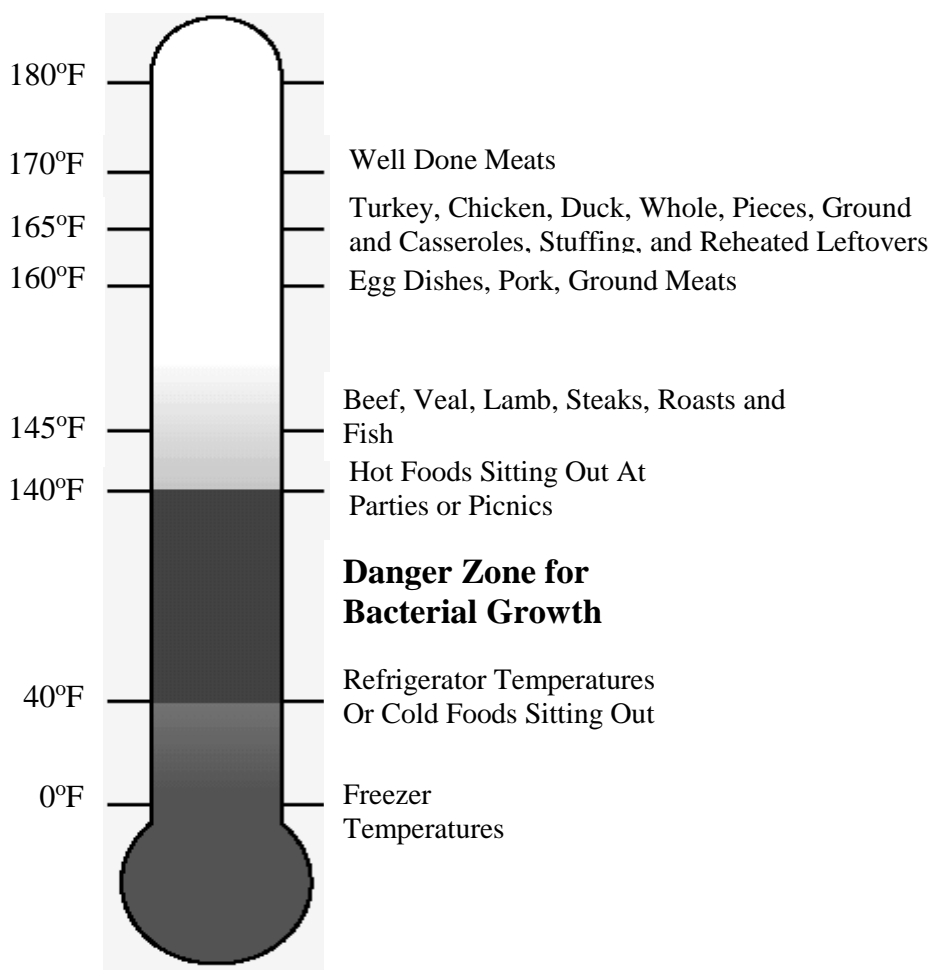 180ºF
170ºF Well Done Meats
165ºF Turkey, Chicken, Duck, Whole, Pieces, Ground
and Casseroles, Stuffing, and Reheated Leftovers
160ºF Egg Dishes, Pork, Ground Meats
Beef, Veal, Lamb, Steaks, Roasts and
145ºF Fish
140ºF Hot Foods Sitting Out At
Parties or Picnics
Danger Zone for
Bacterial Growth
40ºF Refrigerator Temperatures
Or Cold Foods Sitting Out
0ºF Freezer
Temperatures